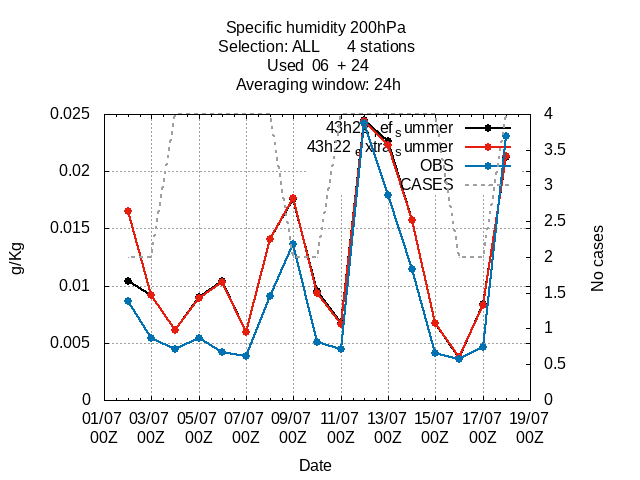 Specific humidity 200hPa
Selection: ALL 4 stations
Used 06 + 24
Averaging window: 24h
0.025
0.02
0.015
0.01
0.005
0
g/Kg
43h22_ref_summer
43h22_extra_summer
OBS
CASES
4
3.5
3
2.5
2
1.5
1
0.5
0
No cases
01/07 03/07 05/07 07/07 09/07 11/07 13/07 15/07 17/07 19/07
00Z 00Z 00Z 00Z 00Z 00Z 00Z 00Z 00Z 00Z
Date